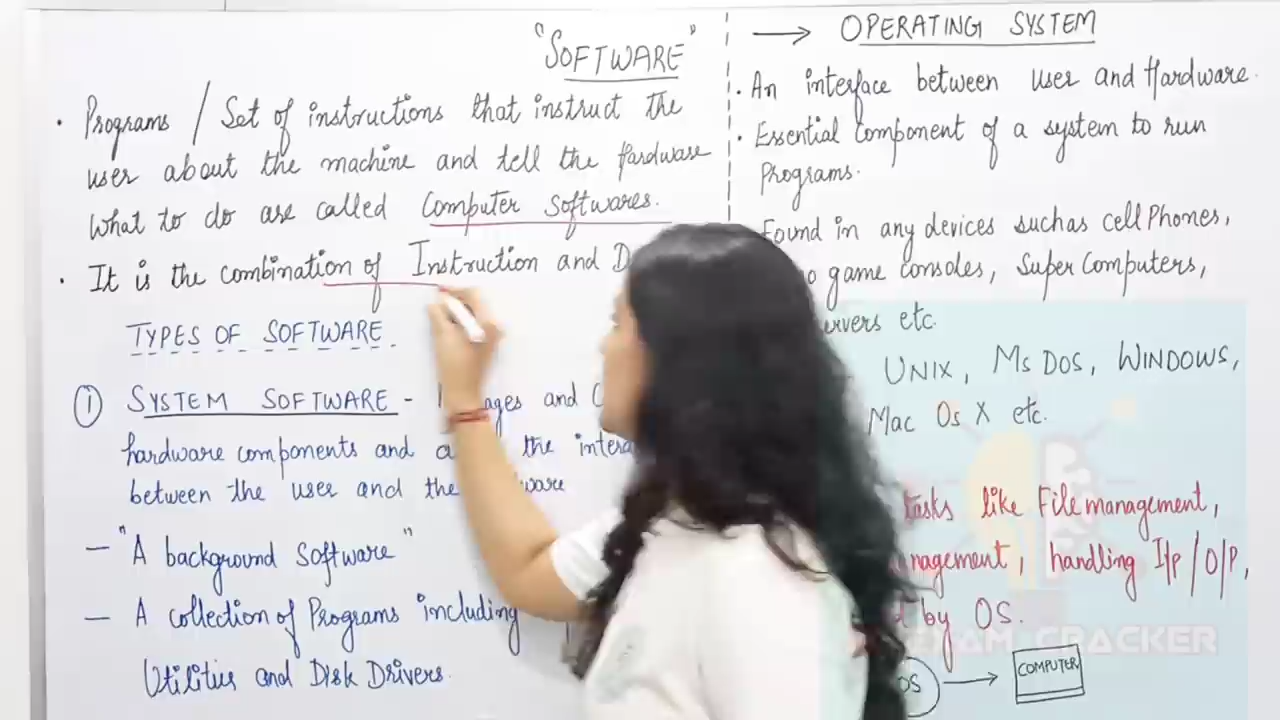 "SOFTWARE"
• Programs / Set of instructions that instruct the
user about the machine and tell the hardware
What to do are called Computer Softwares.
• It is the combination of Instruction and
TYPES OF SOFTWARE
① SYSTEM SOFTWARE - and
hardware components and the
between the user and the
— "A background Software"
— A collection of Programs including
Utilities and Disk Drivers.
→ OPERATING SYSTEM
• An interface between user and Hardware.
• Essential Component of a system to run
Programs.
Found in any devices suchas cell Phones,
game consoles, Super Computers,
etc.
UNIX, Ms DOS, WINDOWS,
Mac Os X etc.
tasks like File management,
handling I/p / O/P,
by OS.
EXAM CRACKER
OS → COMPUTER